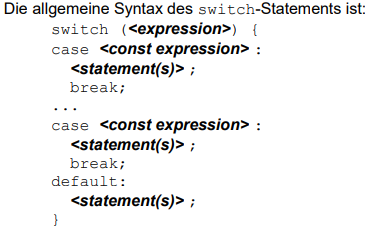 Die allgemeine Syntax des switch-Statements ist:
switch (<expression>) {
case <const expression> :
<statement(s)> ;
break;
...
case <const expression> :
<statement(s)> ;
break;
default:
<statement(s)> ;
}